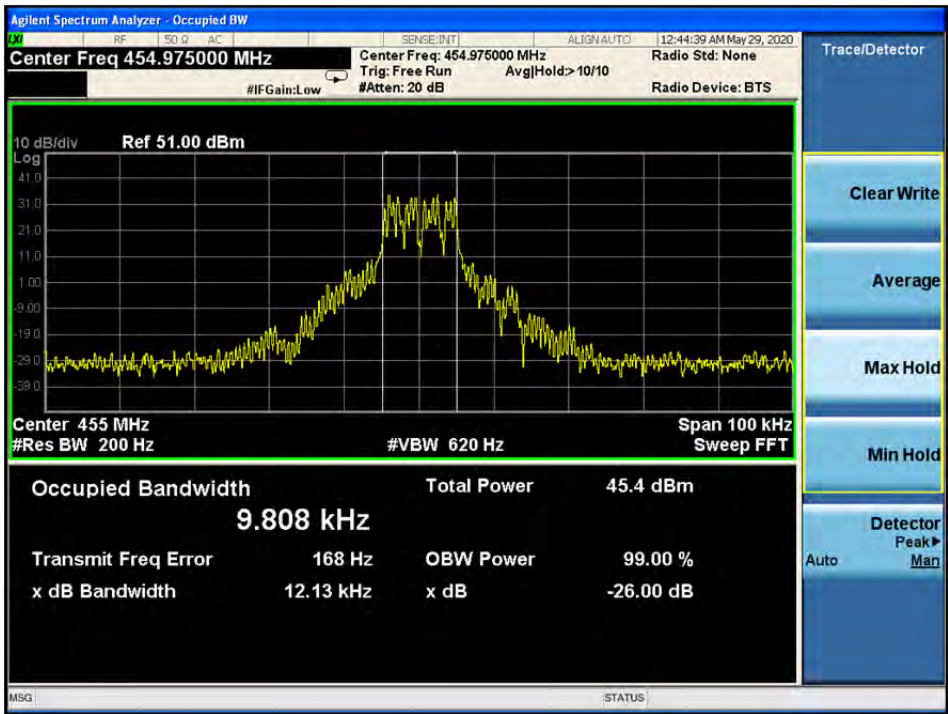 Agilent Spectrum Analyzer - Occupied BW
LXI RF 50 Ω AC SENSE:INT ALIGN AUTO 12:44:39 AM May 29, 2020
Center Freq 454.975000 MHz
Center Freq: 454.975000 MHz Radio Std: None
Trig: Free Run Avg|Hold:> 10/10
#IFGain:Low #Atten: 20 dB Radio Device: BTS
Trace/Detector
10 dB/div Ref 51.00 dBm
Log
41.0
31.0
21.0
11.0
1.00
-9.00
-19.0
-29.0
-39.0
Center 455 MHz Span 100 kHz
#Res BW 200 Hz #VBW 620 Hz Sweep FFT
Occupied Bandwidth Total Power 45.4 dBm
9.808 kHz
Transmit Freq Error 168 Hz OBW Power 99.00 %
x dB Bandwidth 12.13 kHz x dB -26.00 dB
Clear Write
Average
Max Hold
Min Hold
Detector
Peak▶
Auto Man
MSG STATUS